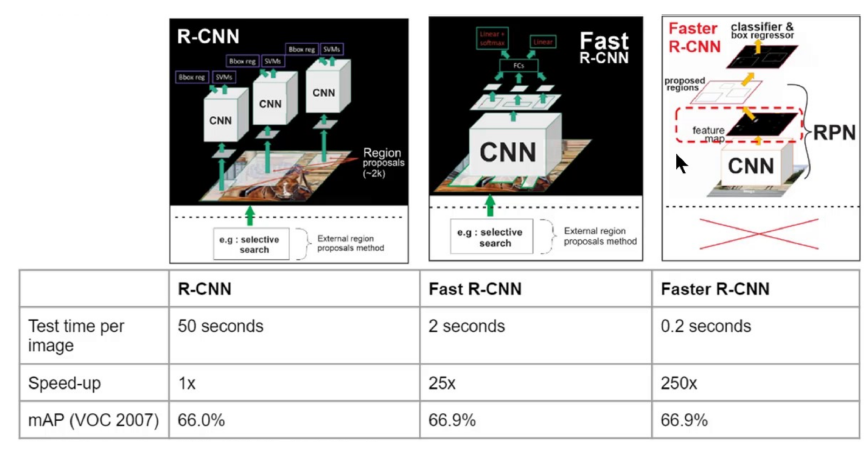 R-CNN
Bbox reg SVMs
Bbox reg SVMs
Bbox reg SVMs
CNN
CNN
CNN
Region
proposals
(~2k)
e.g : selective
search
External region
proposals method
Fast
R-CNN
Linear +
softmax
Linear
FCs
CNN
e.g : selective
search
External region
proposals method
Faster
R-CNN
classifier &
box regressor
proposed
regions
feature
map
RPN
CNN
R-CNN Fast R-CNN Faster R-CNN
Test time per
image
50 seconds 2 seconds 0.2 seconds
Speed-up 1x 25x 250x
mAP (VOC 2007) 66.0% 66.9% 66.9%